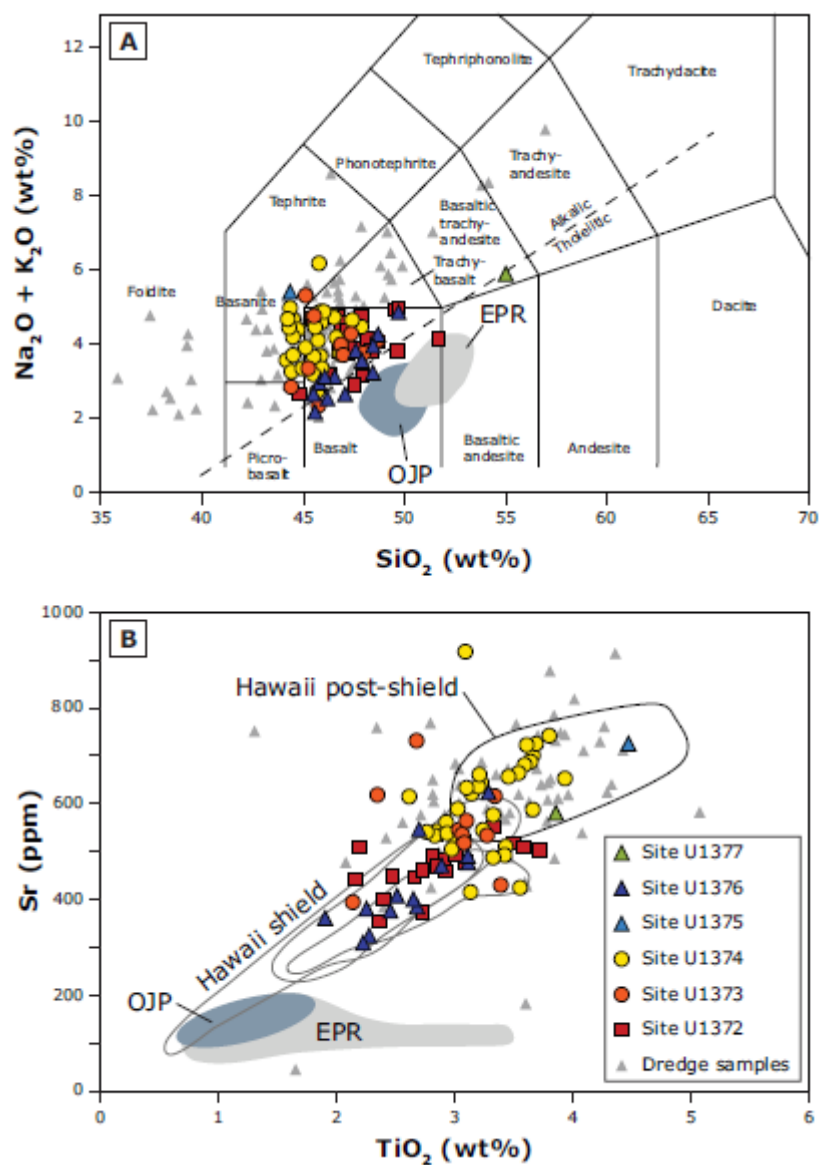 A
12
10
8
6
4
2
0
Na₂O + K₂O (wt%)
Tephriphonolite
Trachydacite
Phonotephrite
Trachy-
andesite
Tephrite
Basaltic
trachy-
andesite
Alkalic
Tholeiitic
Trachy-
basalt
Foidite
Basanite
EPR
Dacite
Picro-
basalt
Basalt
OJP
Basaltic
andesite
Andesite
35
40
45
50
55
60
65
70
SiO₂ (wt%)
B
1000
800
600
400
200
0
Sr (ppm)
Hawaii post-shield
Hawaii shield
OJP
EPR
Site U1377
Site U1376
Site U1375
Site U1374
Site U1373
Site U1372
Dredge samples
0
1
2
3
4
5
6
TiO₂ (wt%)